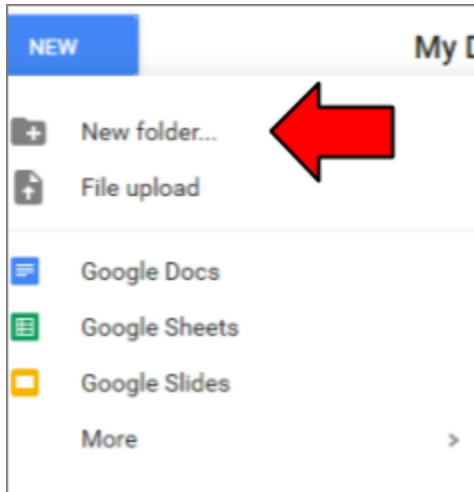 NEW
My D
New folder...
File upload
Google Docs
Google Sheets
Google Slides
More